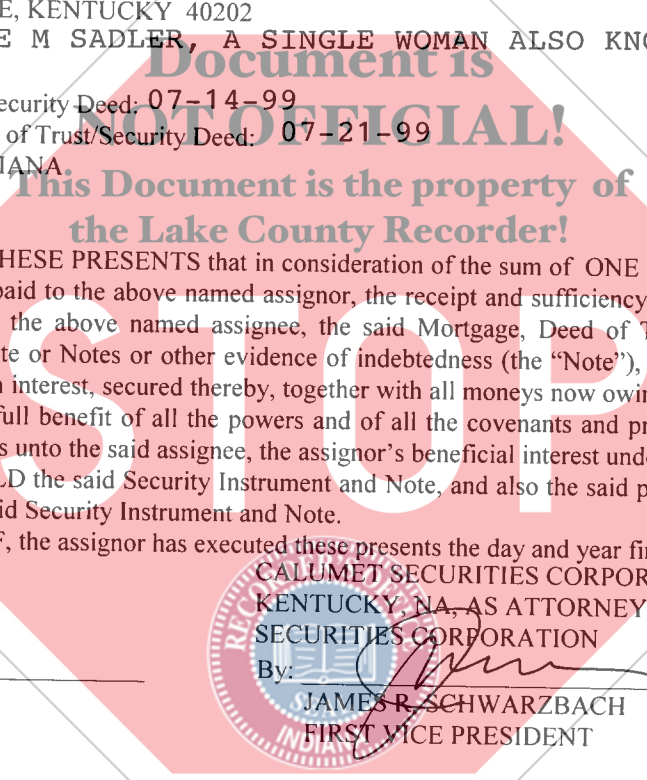 E, KENTUCKY 40202
E M SADLER, A SINGLE WOMAN ALSO KNO
Document is
ecurity Deed: 07-14-99
NOT OFFICIAL!
of Trust/Security Deed: 07-21-99
IANA
This Document is the property of
the Lake County Recorder!
HESE PRESENTS that in consideration of the sum of ONE
paid to the above named assignor, the receipt and sufficiency
the above named assignee, the said Mortgage, Deed of T
te or Notes or other evidence of indebtedness (the “Note”),
n interest, secured thereby, together with all moneys now owin
full benefit of all the powers and of all the covenants and pr
s unto the said assignee, the assignor's beneficial interest und
STOP
LD the said Security Instrument and Note, and also the said p
id Security Instrument and Note.
F, the assignor has executed these presents the day and year fi
CALUMET SECURITIES CORPOR
KENTUCKY, NA, AS ATTORNEY
SECURITIES CORPORATION
By:
JAMES R. SCHWARZBACH
FIRST VICE PRESIDENT
SEAL
INDIANA